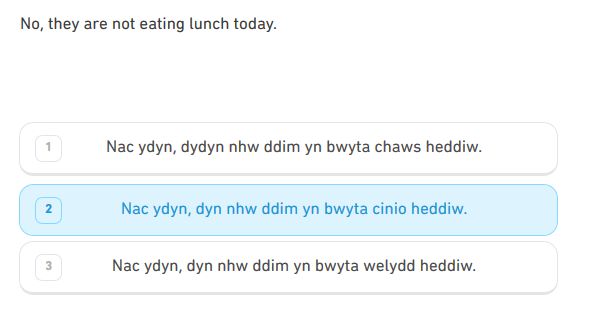 No, they are not eating lunch today.
1
Nac ydyn, dydyn nhw ddim yn bwyta chaws heddiw.
2
Nac ydyn, dyn nhw ddim yn bwyta cinio heddiw.
3
Nac ydyn, dyn nhw ddim yn bwyta welydd heddiw.